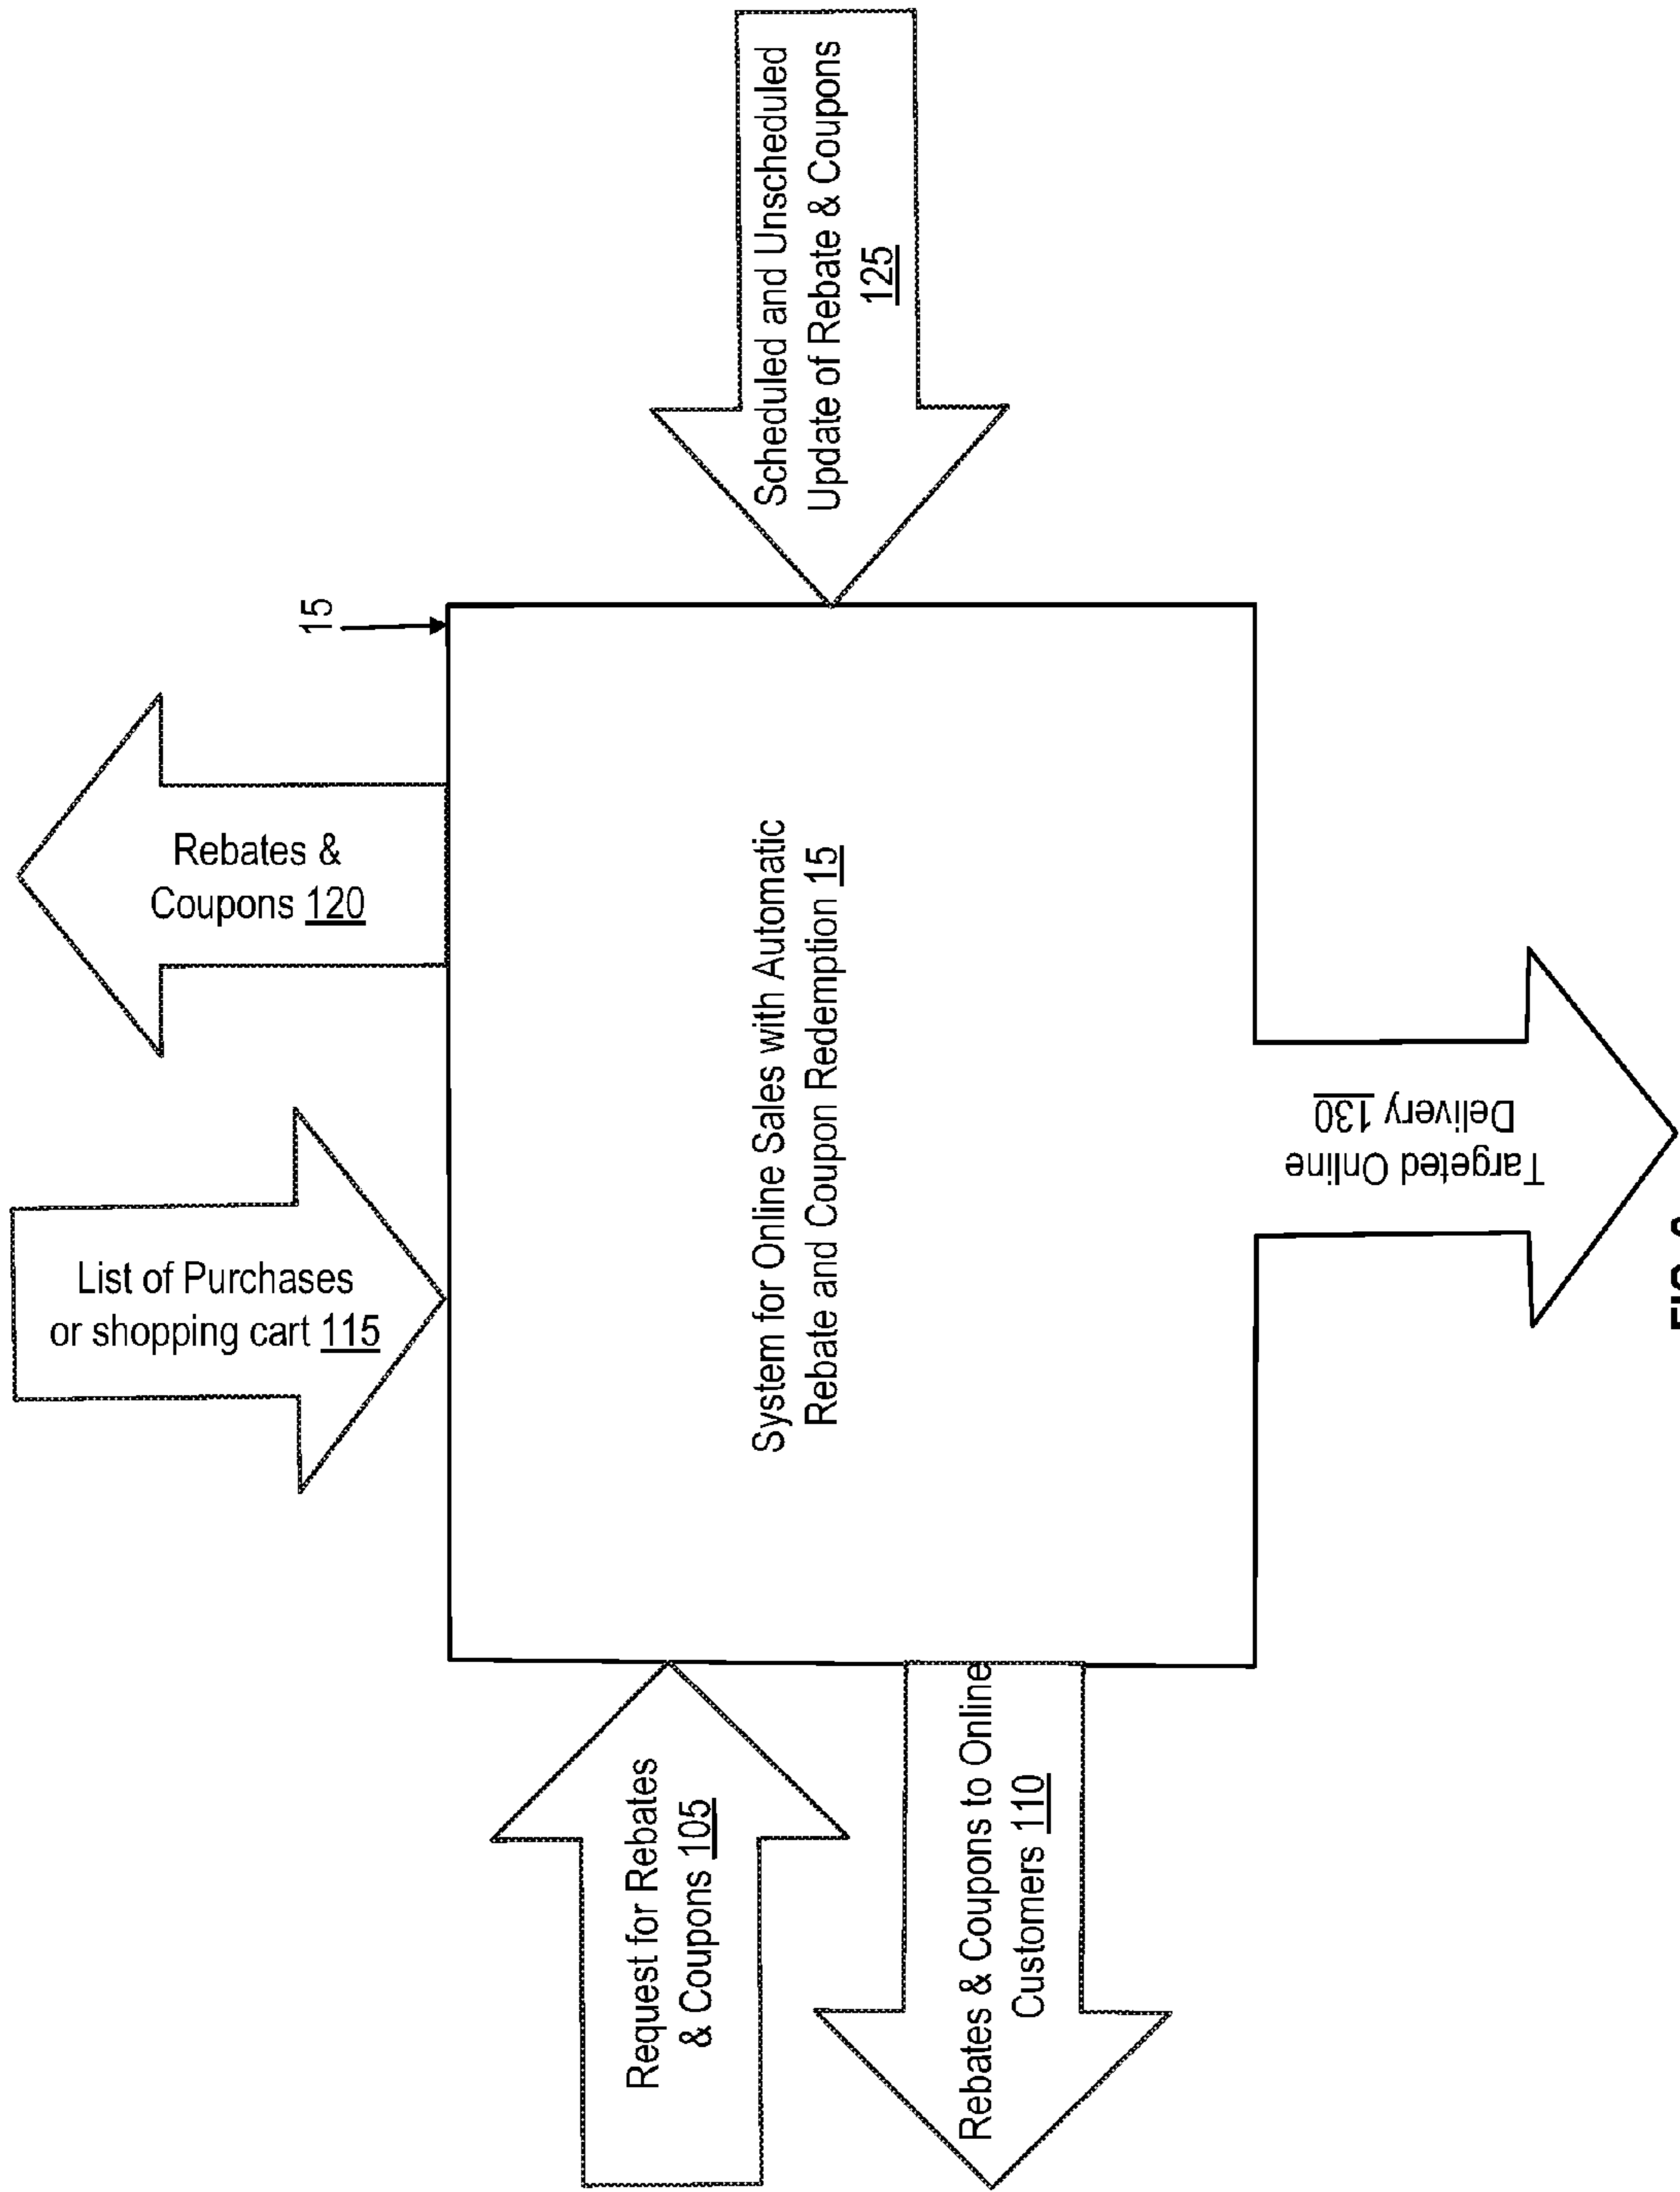 15
List of Purchases
or shopping cart 115
Rebates &
Coupons 120
System for Online Sales with Automatic
Rebate and Coupon Redemption 15
Scheduled and Unscheduled
Update of Rebate & Coupons
125
Request for Rebates
& Coupons 105
Rebates & Coupons to Online
Customers 110
Targeted Online
Delivery 130
FIG.